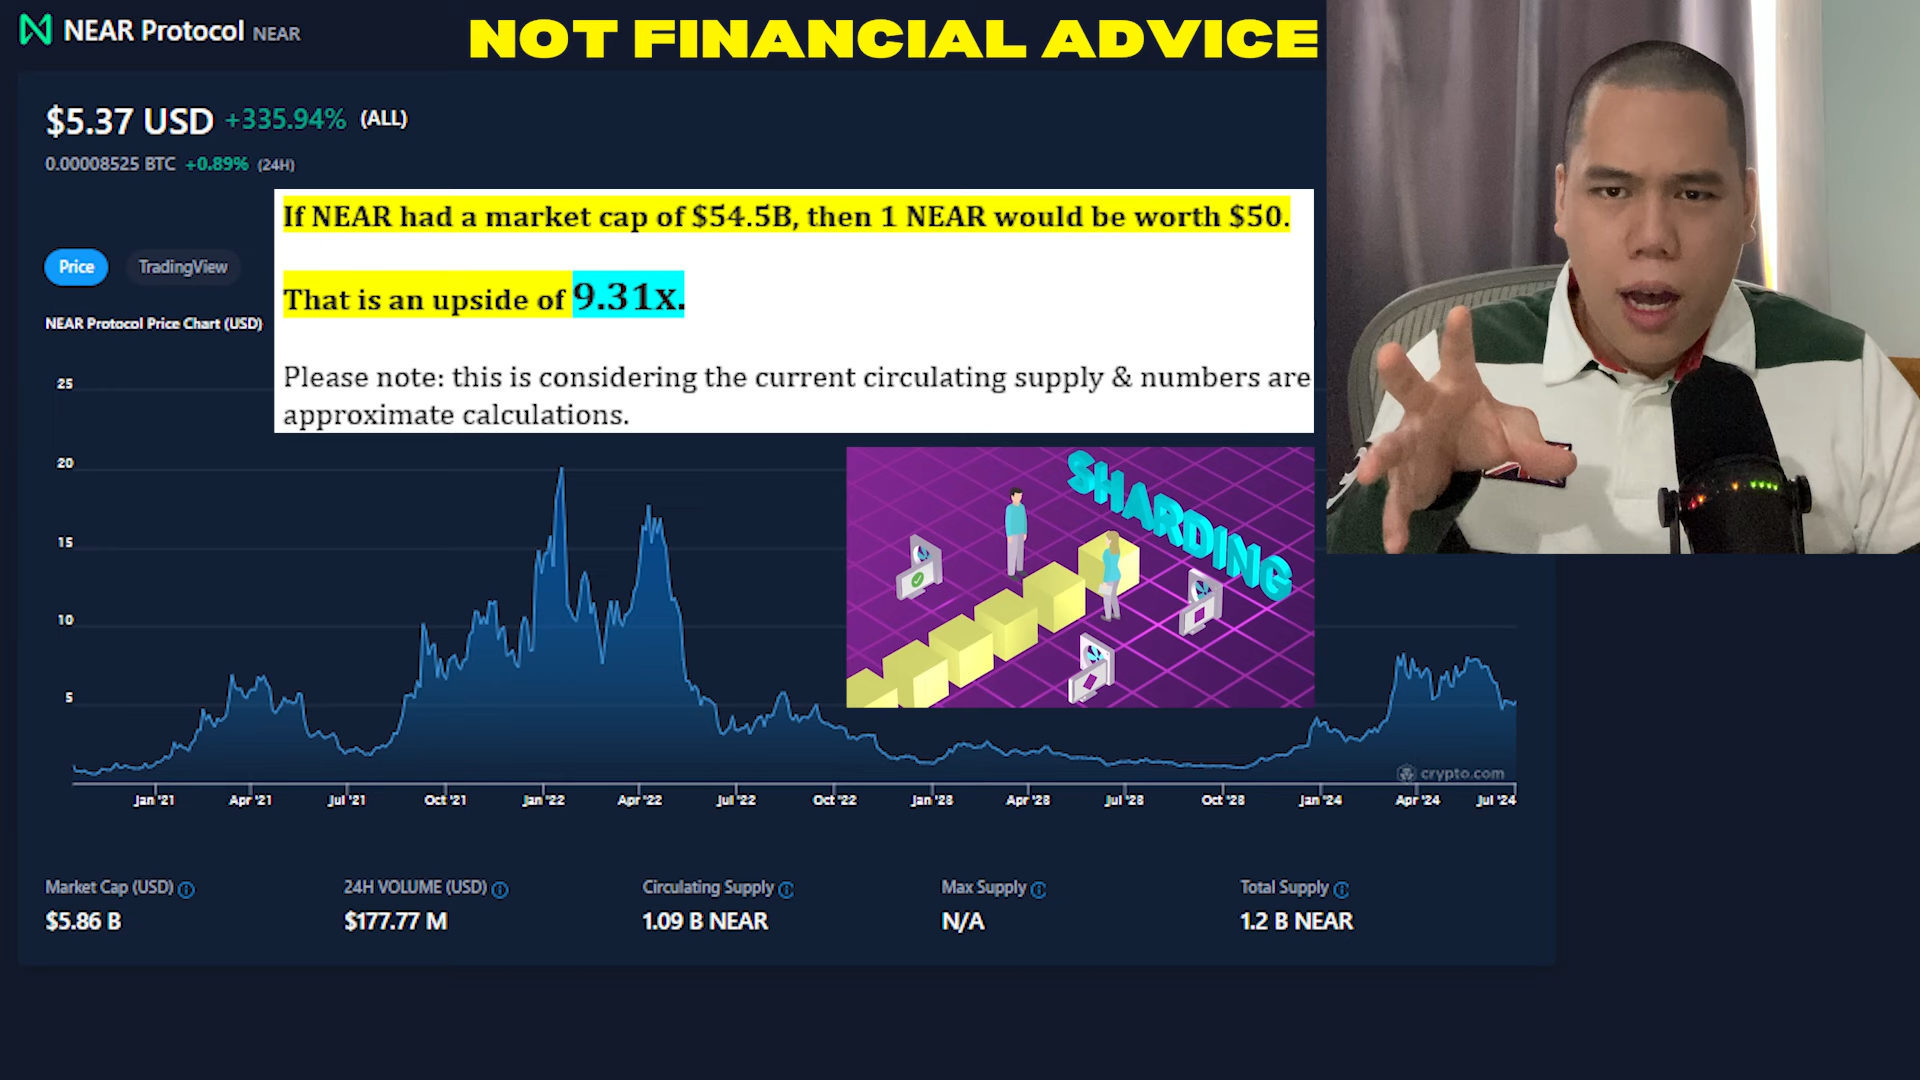 NEAR Protocol NEAR
NOT FINANCIAL ADVICE
$5.37 USD +335.94% (ALL)
0.00008525 BTC +0.89% (24H)
If NEAR had a market cap of $54.5B, then 1 NEAR would be worth $50.
That is an upside of 9.31x.
Please note: this is considering the current circulating supply & numbers are
approximate calculations.
Price
TradingView
NEAR Protocol Price Chart (USD)
25
20
15
10
5
SHARDING
crypto.com
Jan '21
Apr '21
Jul '21
Oct '21
Jan '22
Apr '22
Jul '22
Oct '22
Jan '23
Apr '23
Jul '23
Oct '23
Jan '24
Apr '24
Jul '24
Market Cap (USD)
24H VOLUME (USD)
Circulating Supply
Max Supply
Total Supply
$5.86 B
$177.77 M
1.09 B NEAR
N/A
1.2 B NEAR